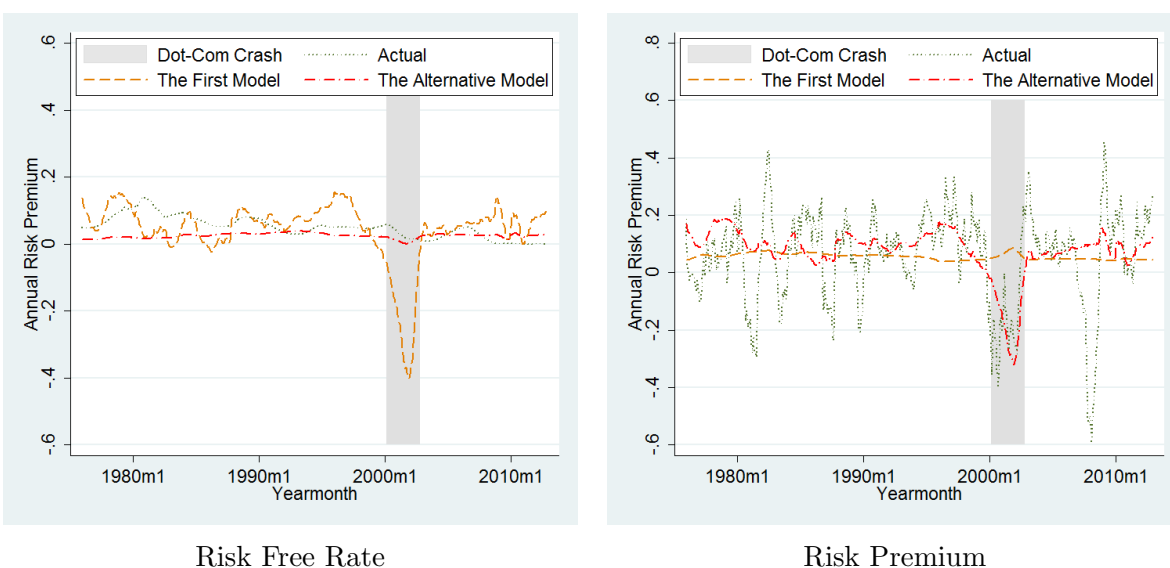 Dot-Com Crash Actual
The First Model The Alternative Model
Annual Risk Premium
.6
.4
.2
0
-.2
-.4
-.6
1980m1 1990m1 2000m1 2010m1
Yearmonth
Risk Free Rate
Dot-Com Crash Actual
The First Model The Alternative Model
Annual Risk Premium
.8
.6
.4
.2
0
-.2
-.4
-.6
1980m1 1990m1 2000m1 2010m1
Yearmonth
Risk Premium